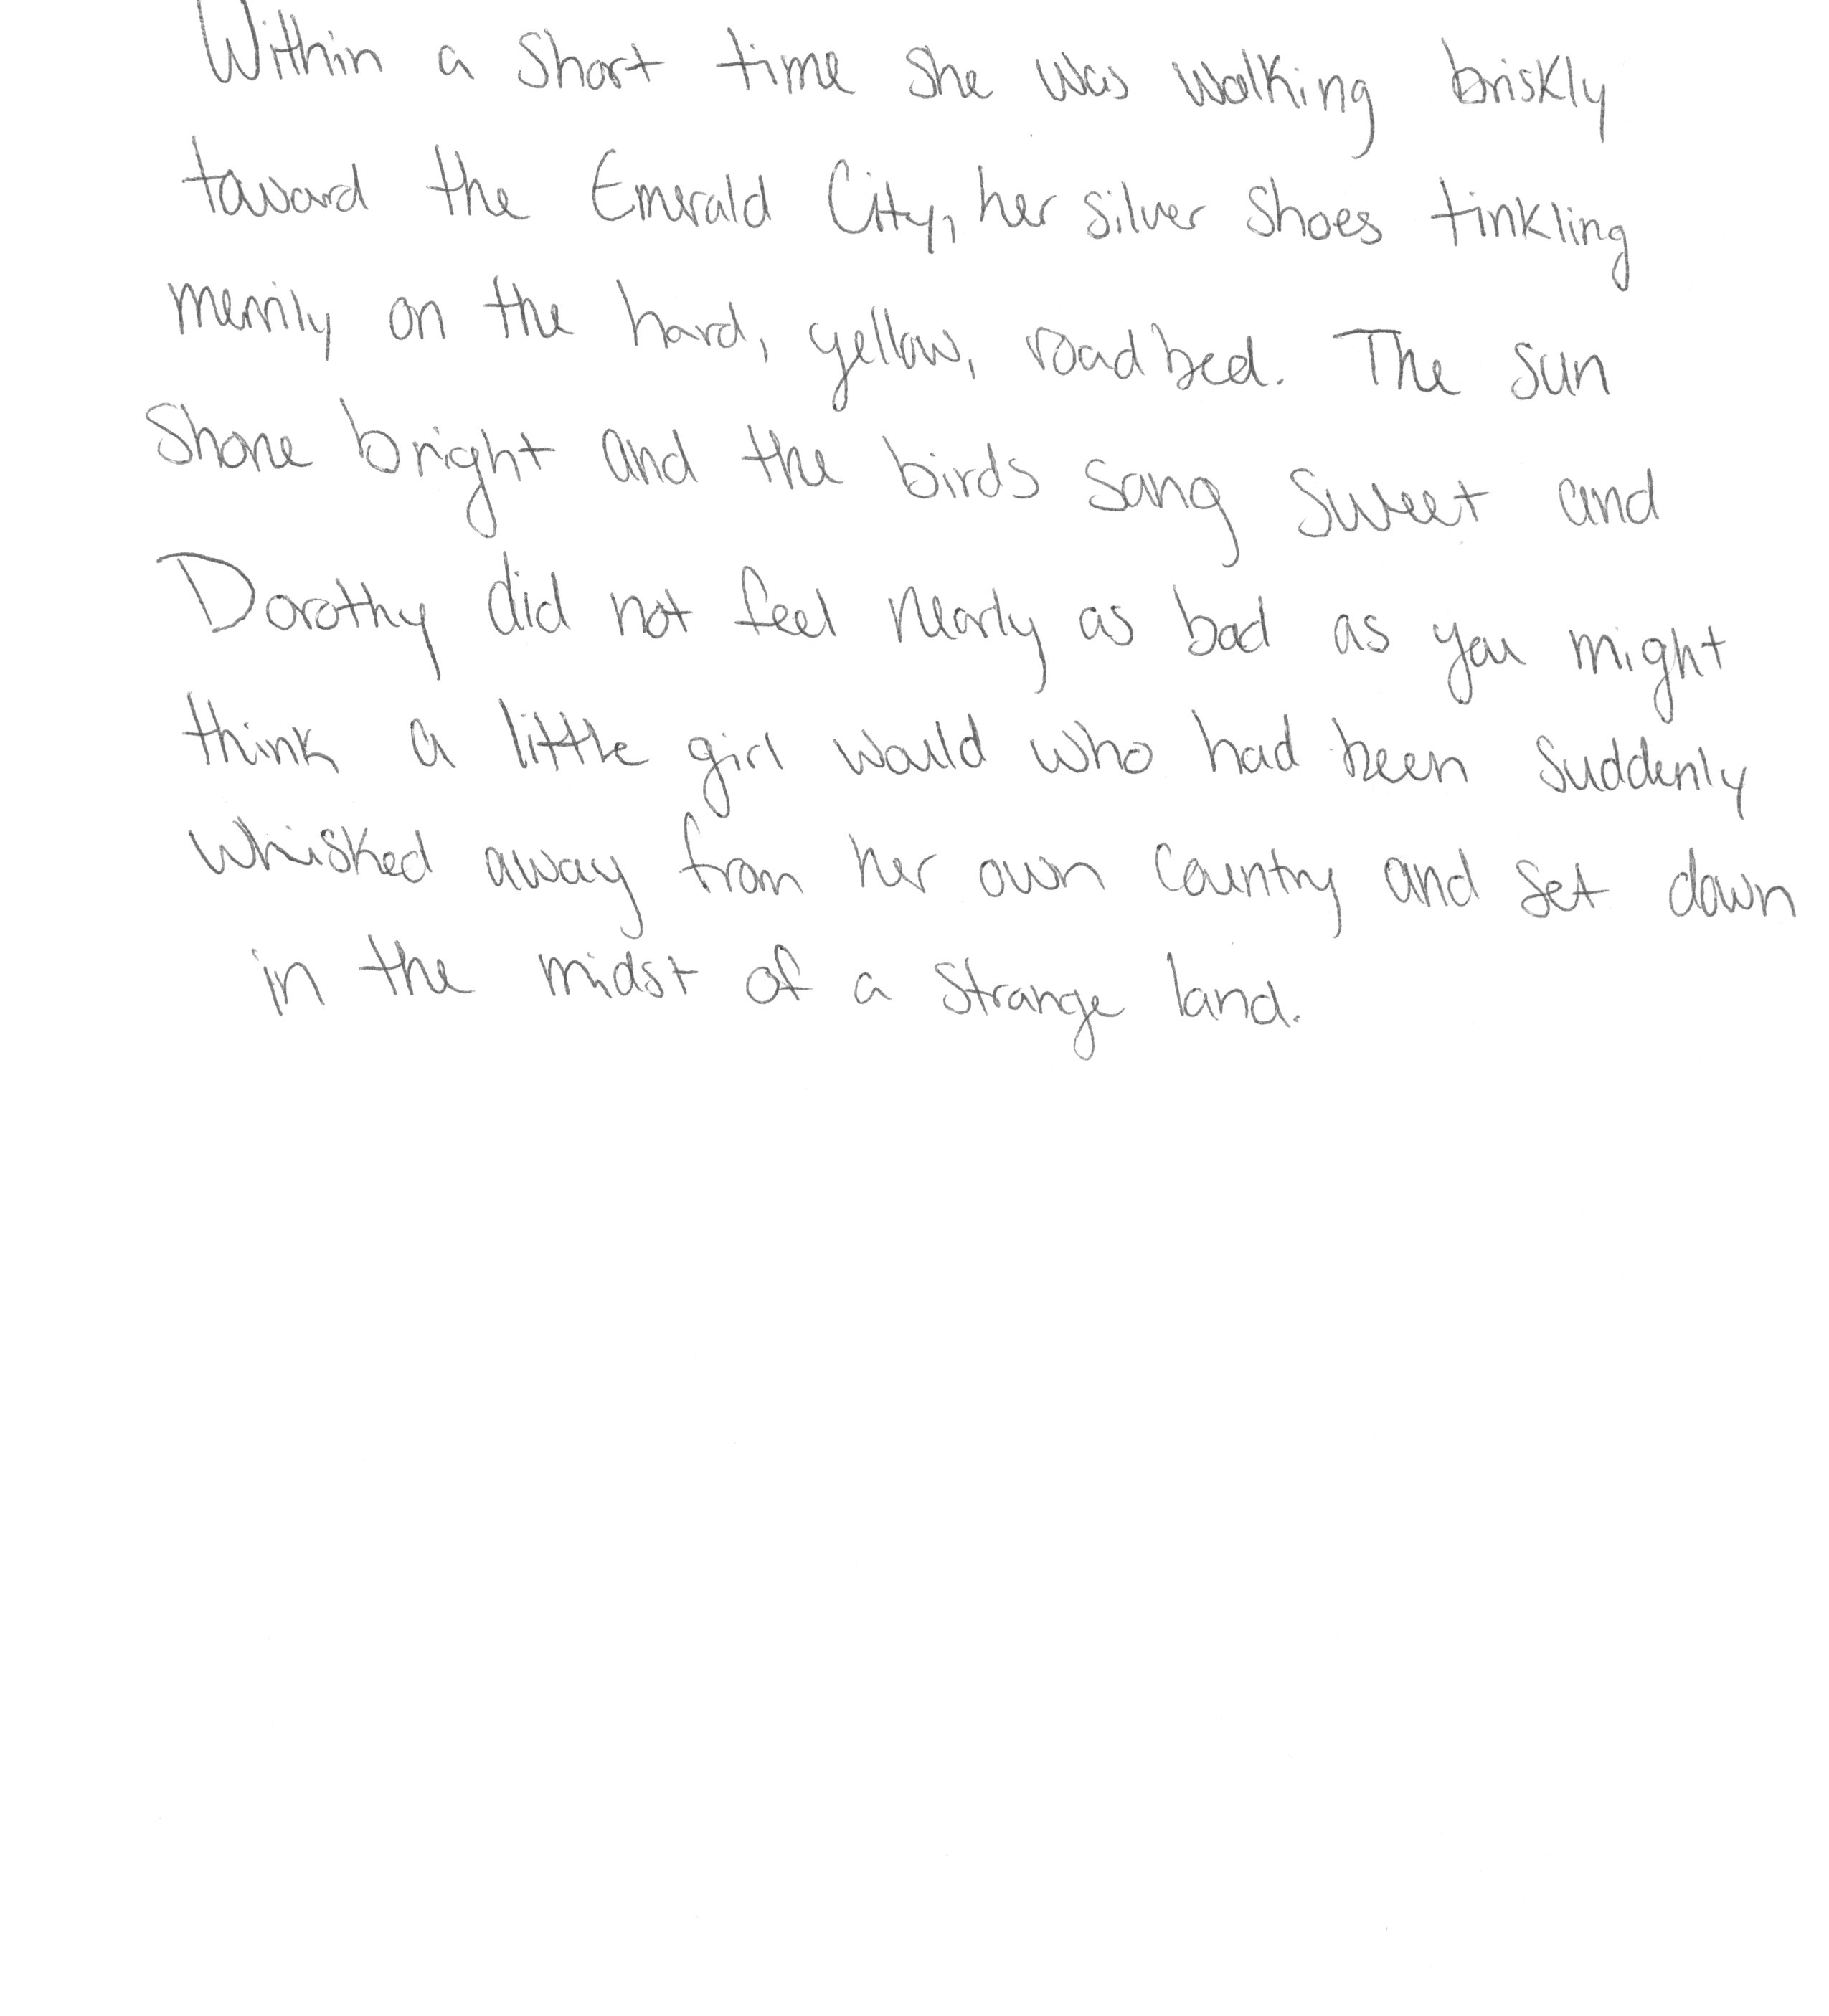 Within a short time she was walking briskly
toward the Emerald City, her silver shoes tinkling
merrily on the hard, yellow, roadbed. The sun
shone bright and the birds sang sweet and
Dorothy did not feel nearly as bad as you might
think a little girl would who had been suddenly
whisked away from her own country and set down
in the midst of a strange land.